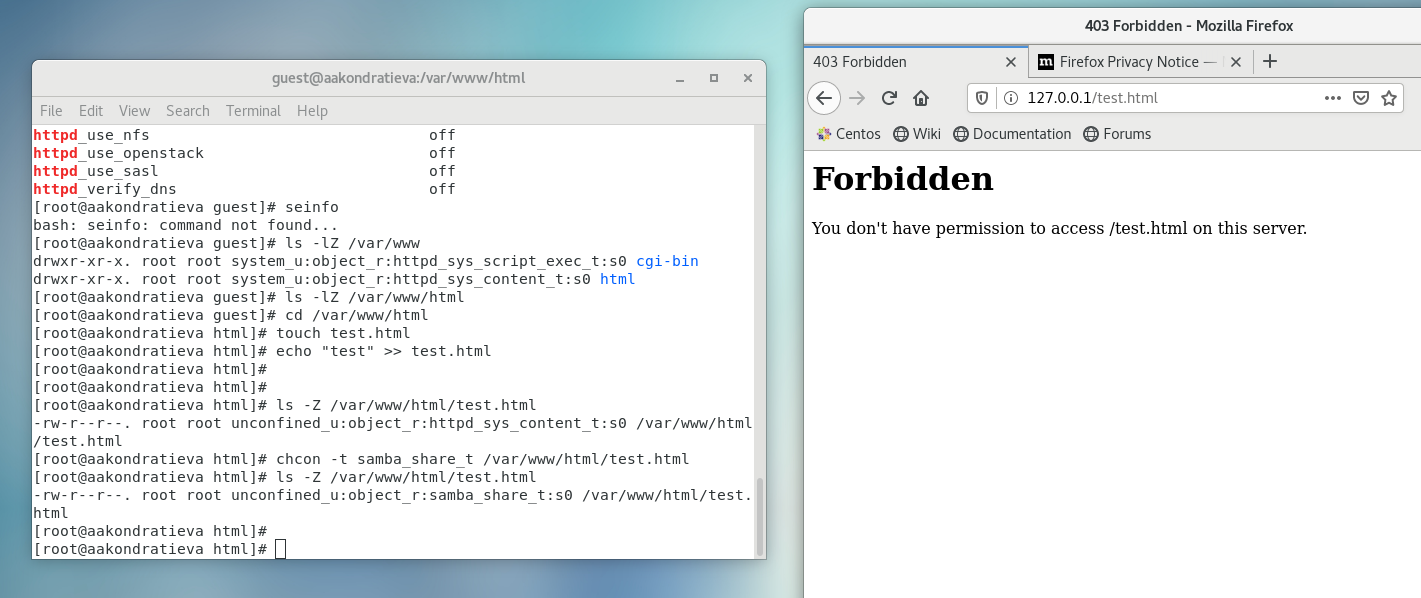 guest@aakondratieva:/var/www/html
File Edit View Search Terminal Help
httpd_use_nfs                               off
httpd_use_openstack                         off
httpd_use_sasl                              off
httpd_verify_dns                            off
[root@aakondratieva guest]# seinfo
bash: seinfo: command not found...
[root@aakondratieva guest]# ls -lZ /var/www
drwxr-xr-x. root root system_u:object_r:httpd_sys_script_exec_t:s0 cgi-bin
drwxr-xr-x. root root system_u:object_r:httpd_sys_content_t:s0 html
[root@aakondratieva guest]# ls -lZ /var/www/html
[root@aakondratieva guest]# cd /var/www/html
[root@aakondratieva html]# touch test.html
[root@aakondratieva html]# echo "test" >> test.html
[root@aakondratieva html]#
[root@aakondratieva html]#
[root@aakondratieva html]# ls -Z /var/www/html/test.html
-rw-r--r--. root root unconfined_u:object_r:httpd_sys_content_t:s0 /var/www/html
/test.html
[root@aakondratieva html]# chcon -t samba_share_t /var/www/html/test.html
[root@aakondratieva html]# ls -Z /var/www/html/test.html
-rw-r--r--. root root unconfined_u:object_r:samba_share_t:s0 /var/www/html/test.
html
[root@aakondratieva html]#
[root@aakondratieva html]#
403 Forbidden - Mozilla Firefox
403 Forbidden
Firefox Privacy Notice —
127.0.0.1/test.html
Centos Wiki Documentation Forums
Forbidden
You don't have permission to access /test.html on this server.